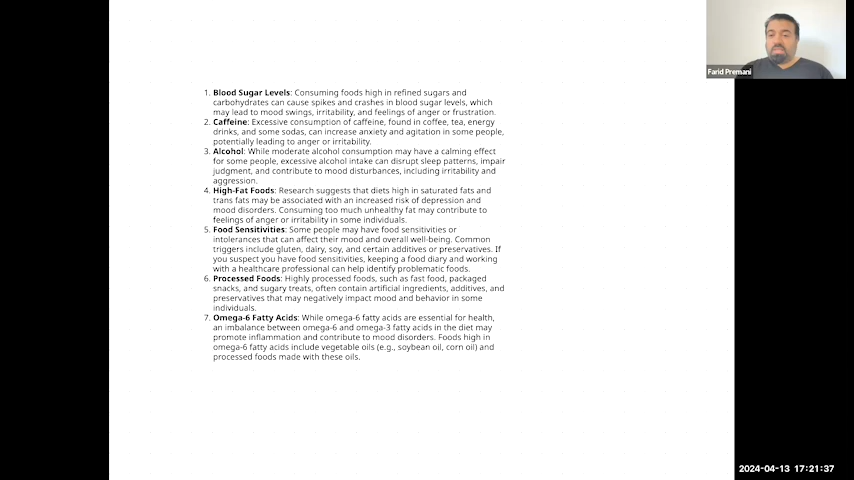 1. Blood Sugar Levels: Consuming foods high in refined sugars and
carbohydrates can cause spikes and crashes in blood sugar levels, which
may lead to mood swings, irritability, and feelings of anger or frustration.
2. Caffeine: Excessive consumption of caffeine, found in coffee, tea, energy
drinks, and some sodas, can increase anxiety and agitation in some people,
potentially leading to anger or irritability.
3. Alcohol: While moderate alcohol consumption may have a calming effect
for some people, excessive alcohol intake can disrupt sleep patterns, impair
judgment, and contribute to mood disturbances, including irritability and
aggression.
4. High-Fat Foods: Research suggests that diets high in saturated fats and
trans fats may be associated with an increased risk of depression and
mood disorders. Consuming too much unhealthy fat may contribute to
feelings of anger or irritability in some individuals.
5. Food Sensitivities: Some people may have food sensitivities or
intolerances that can affect their mood and overall well-being. Common
triggers include gluten, dairy, soy, and certain additives or preservatives. If
you suspect you have food sensitivities, keeping a food diary and working
with a healthcare professional can help identify problematic foods.
6. Processed Foods: Highly processed foods, such as fast food, packaged
snacks, and sugary treats, often contain artificial ingredients, additives, and
preservatives that may negatively impact mood and behavior in some
individuals.
7. Omega-6 Fatty Acids: While omega-6 fatty acids are essential for health,
an imbalance between omega-6 and omega-3 fatty acids in the diet may
promote inflammation and contribute to mood disorders. Foods high in
omega-6 fatty acids include vegetable oils (e.g., soybean oil, corn oil) and
processed foods made with these oils.
Farid Premani
2024-04-13 17:21:37